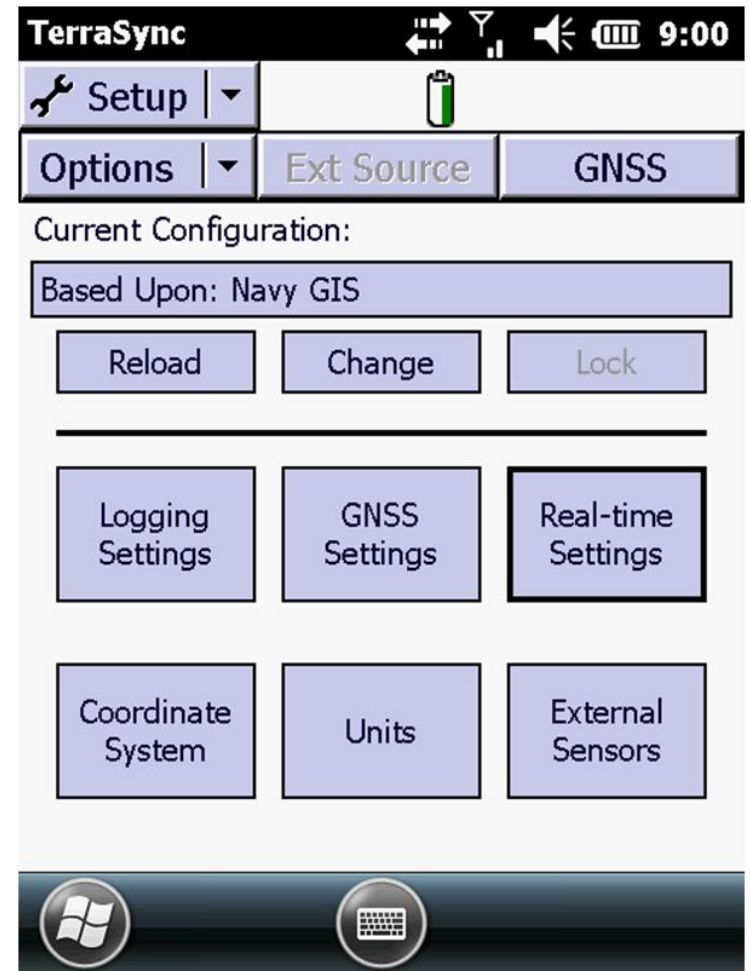 TerraSync 9:00
Setup
Options Ext Source GNSS
Current Configuration:
Based Upon: Navy GIS
Reload Change Lock
Logging Settings
GNSS Settings
Real-time Settings
Coordinate System
Units
External Sensors